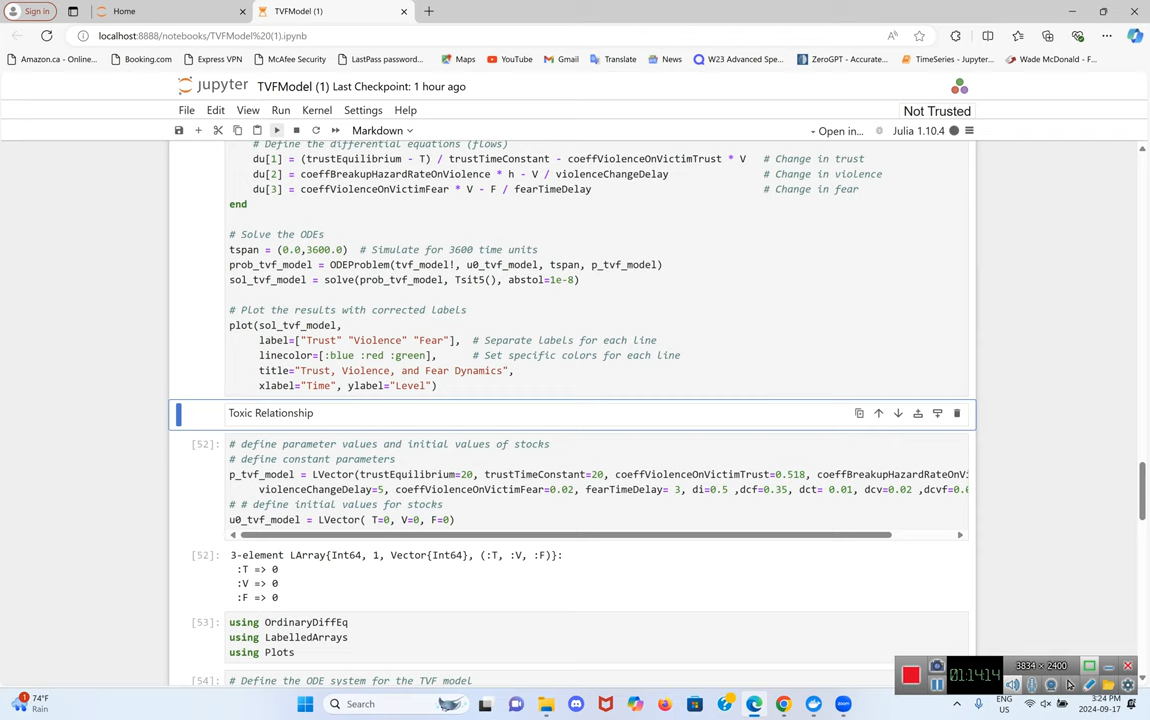 Sign in
Home
TVFModel (1)
localhost:8888/notebooks/TVFModel%20(1).ipynb
Amazon.ca - Online...
Booking.com
Express VPN
McAfee Security
LastPass password...
Maps
YouTube
Gmail
Translate
News
W23 Advanced Spe...
ZeroGPT - Accurate...
TimeSeries - Jupyter...
Wade McDonald - F...
jupyter TVFModel (1) Last Checkpoint: 1 hour ago
File Edit View Run Kernel Settings Help
Not Trusted
Markdown
Open in...
Julia 1.10.4
# Define the differential equations (flows)
du[1] = (trustEquilibrium - T) / trustTimeConstant - coeffViolenceOnVictimTrust * V # Change in trust
du[2] = coeffBreakupHazardRateOnViolence * h - V / violenceChangeDelay # Change in violence
du[3] = coeffViolenceOnVictimFear * V - F / fearTimeDelay # Change in fear
end
# Solve the ODEs
tspan = (0.0,3600.0) # Simulate for 3600 time units
prob_tvf_model = ODEProblem(tvf_model!, u0_tvf_model, tspan, p_tvf_model)
sol_tvf_model = solve(prob_tvf_model, Tsit5(), abstol=1e-8)
# Plot the results with corrected labels
plot(sol_tvf_model,
label=["Trust" "Violence" "Fear"], # Separate labels for each line
linecolor=[:blue :red :green], # Set specific colors for each line
title="Trust, Violence, and Fear Dynamics",
xlabel="Time", ylabel="Level")
Toxic Relationship
[52]: # define parameter values and initial values of stocks
# define constant parameters
p_tvf_model = LVector(trustEquilibrium=20, trustTimeConstant=20, coeffViolenceOnVictimTrust=0.518, coeffBreakupHazardRateOnVi
violenceChangeDelay=5, coeffViolenceOnVictimFear=0.02, fearTimeDelay= 3, di=0.5 ,dcf=0.35, dct= 0.01, dcv=0.02 ,dcvf=0.
# # define initial values for stocks
u0_tvf_model = LVector( T=0, V=0, F=0)
[52]: 3-element LArray{Int64, 1, Vector{Int64}, (:T, :V, :F)}:
:T => 0
:V => 0
:F => 0
[53]: using OrdinaryDiffEq
using LabelledArrays
using Plots
[54]: # Define the ODE system for the TVF model
3834 × 2400
01:14:14
74°F
Rain
1
Search
ENG
US
3:24 PM
2024-09-17